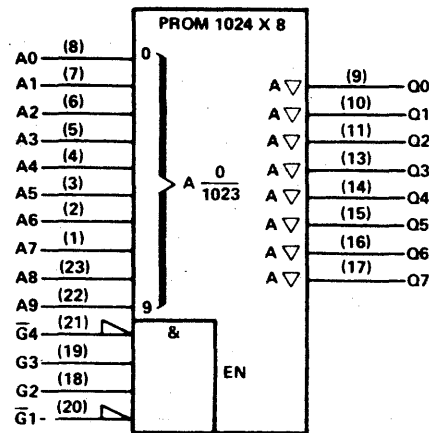 PROM 1024 X 8
A0 (8) 0 A ▽ (9) Q0
A1 (7) A ▽ (10) Q1
A2 (6) A ▽ (11) Q2
A3 (5) A ▽ (13) Q3
A4 (4) A 0/1023 A ▽ (14) Q4
A5 (3) A ▽ (15) Q5
A6 (2) A ▽ (16) Q6
A7 (1) A ▽ (17) Q7
A8 (23)
A9 (22) 9
G̅4 (21) &
G3 (19) EN
G2 (18)
G̅1 (20)